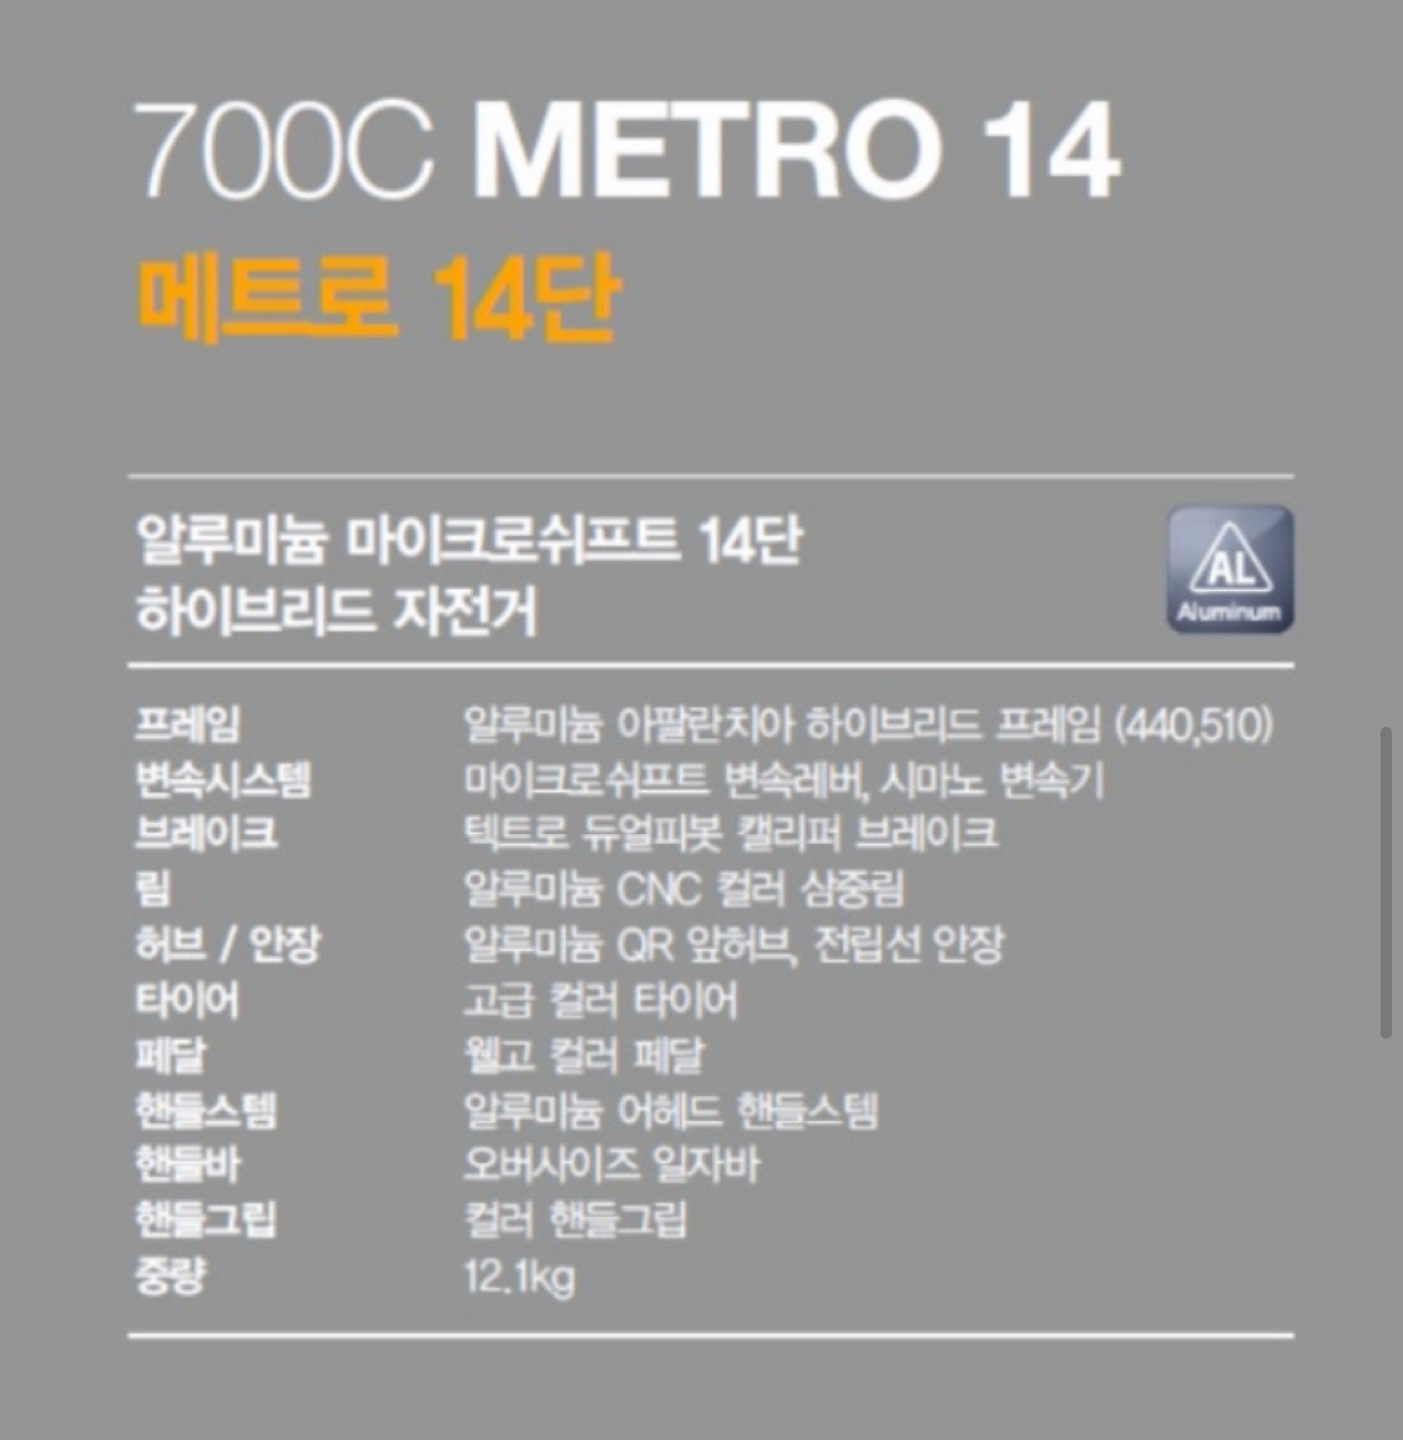 700C METRO 14
메트로 14단
알루미늄 마이크로쉬프트 14단
하이브리드 자전거
AL
Aluminum
프레임 알루미늄 아팔란치아 하이브리드 프레임 (440,510)
변속시스템 마이크로쉬프트 변속레버, 시마노 변속기
브레이크 텍트로 듀얼피봇 캘리퍼 브레이크
림 알루미늄 CNC 컬러 삼중림
허브 / 안장 알루미늄 QR 앞허브, 전립선 안장
타이어 고급 컬러 타이어
페달 웰고 컬러 페달
핸들스템 알루미늄 어헤드 핸들스템
핸들바 오버사이즈 일자바
핸들그립 컬러 핸들그립
중량 12.1kg